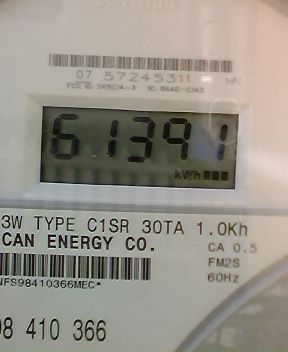 07 57245311
61391
kWh
3W TYPE C1SR 30TA 1.0Kh
CAN ENERGY CO.
CA 0.5
FM2S
60Hz
NFS98410366MEC*
98 410 366